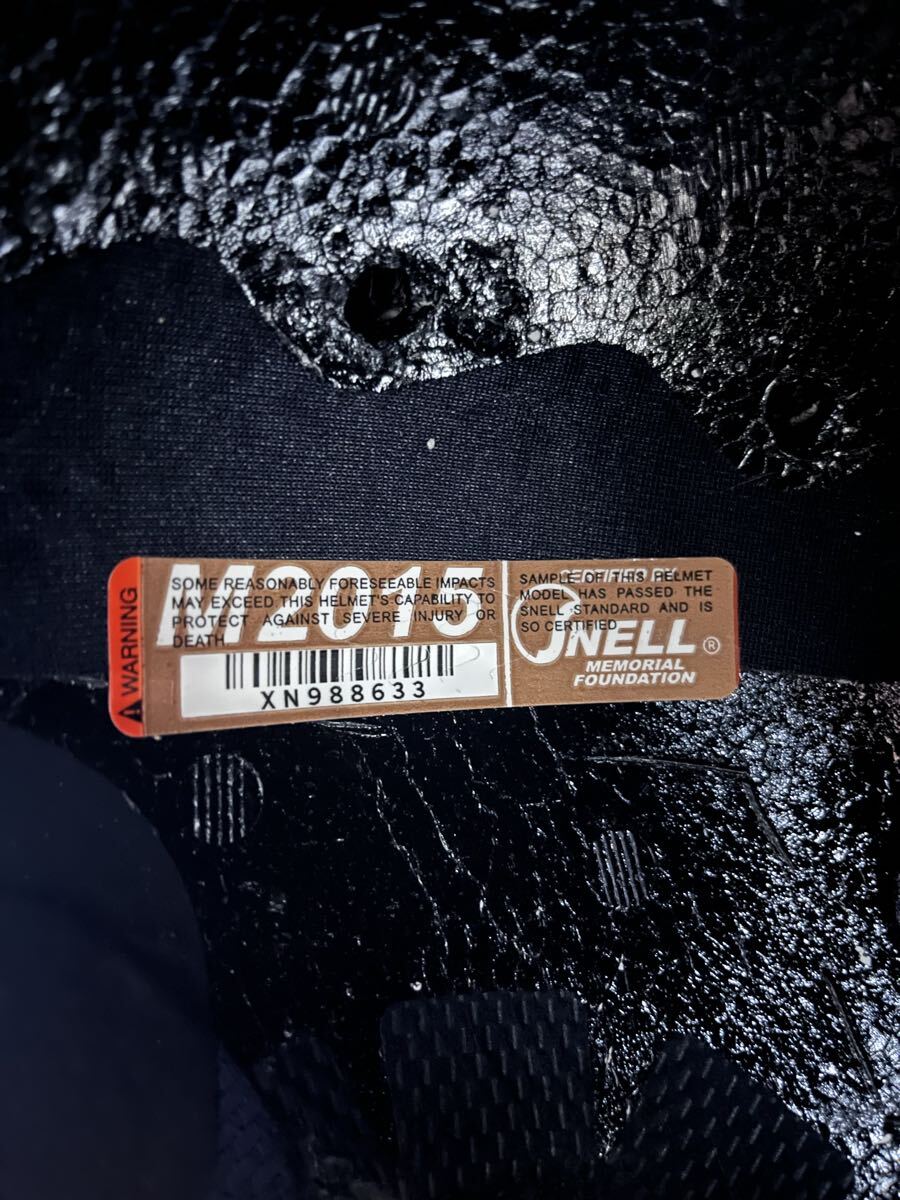 WARNING
M2015
SOME REASONABLY FORESEEABLE IMPACTS
MAY EXCEED THIS HELMET'S CAPABILITY TO
PROTECT AGAINST SEVERE INJURY OR
DEATH
XN988633
CERTIFIED BY
SAMPLE OF THIS HELMET
MODEL HAS PASSED THE
SNELL STANDARD AND IS
SO CERTIFIED
SNELL ®
MEMORIAL
FOUNDATION